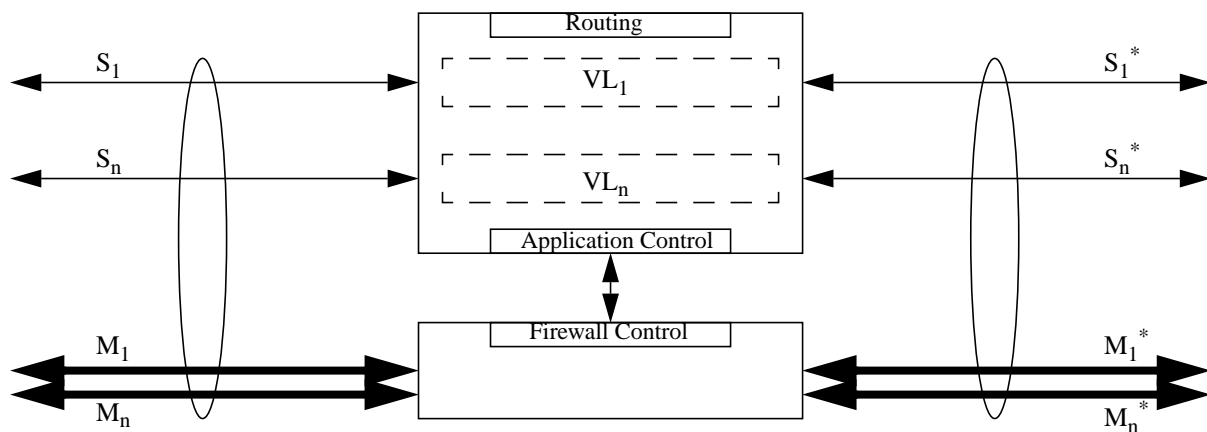 Routing
S1
VL1
S1*
Sn
VLn
Sn*
Application Control
Firewall Control
M1
M1*
Mn
Mn*